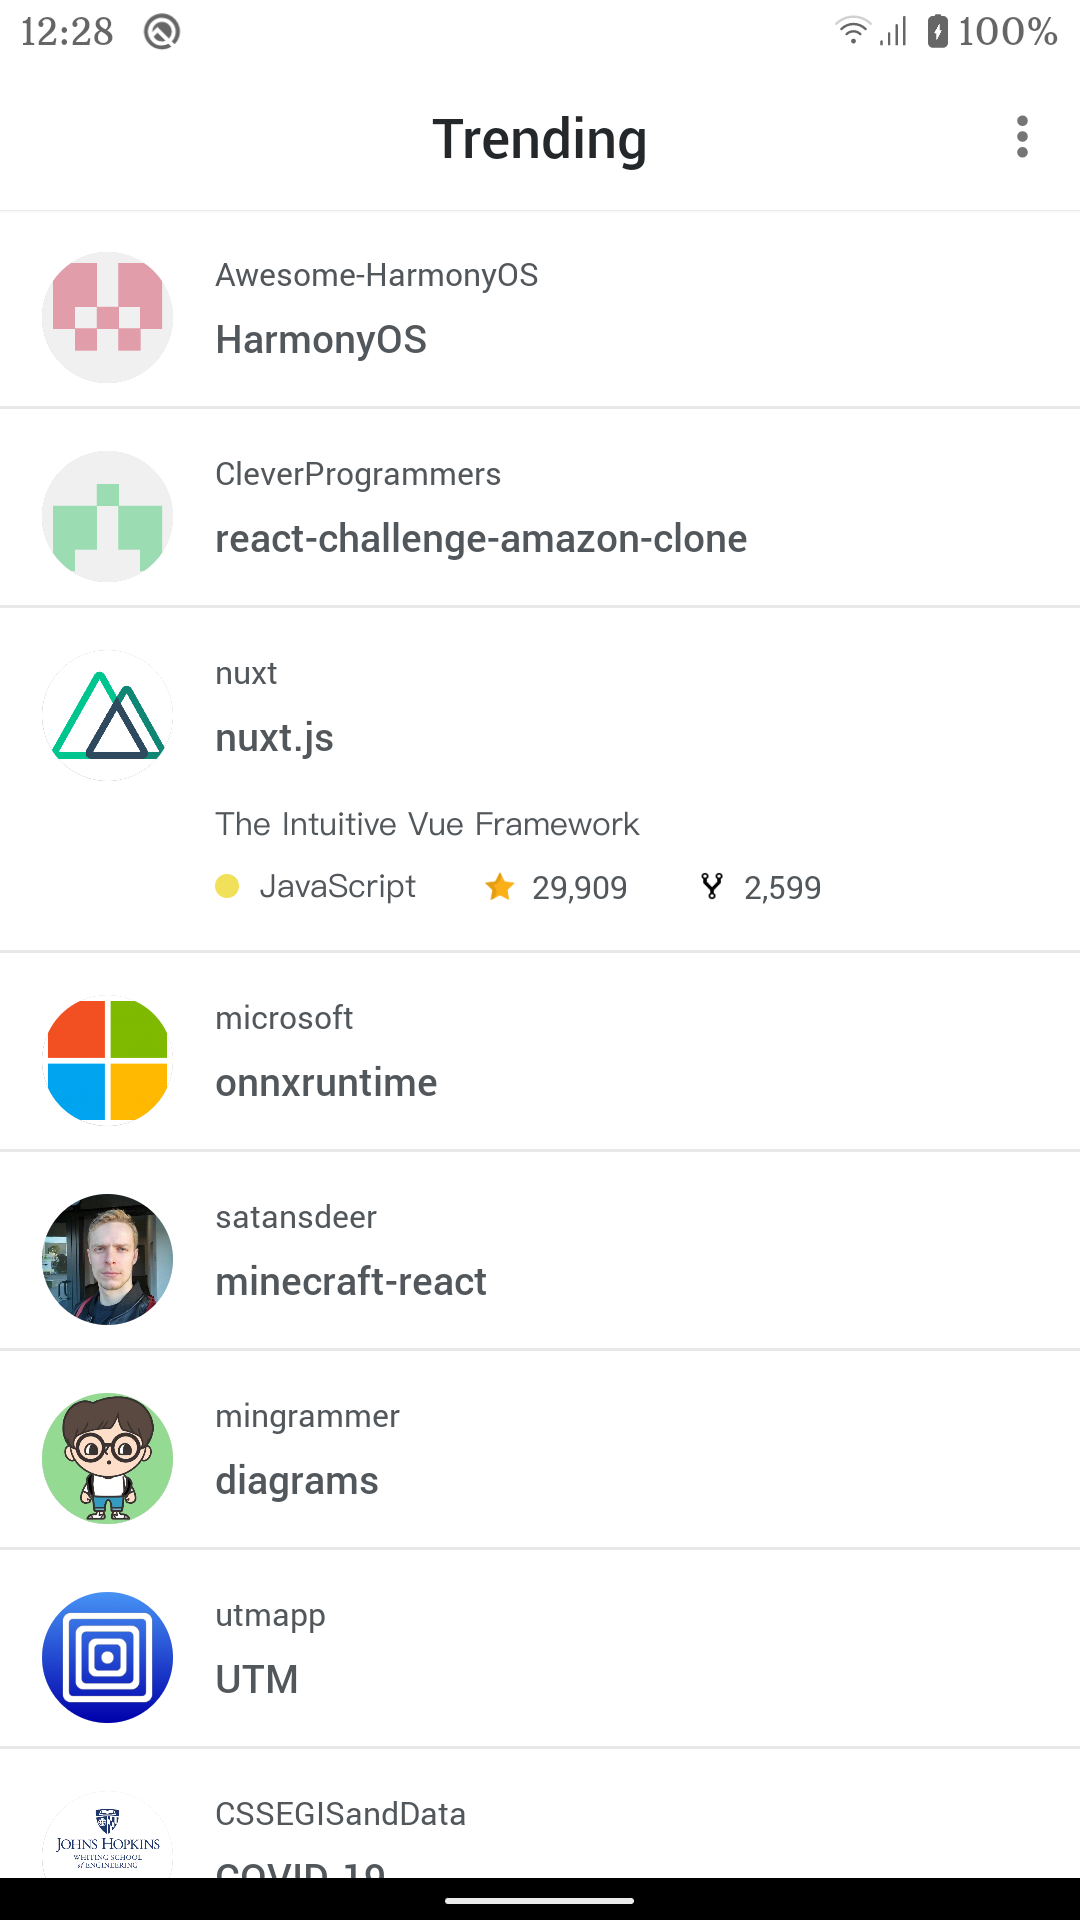 12:28
100%
Trending
Awesome-HarmonyOS
HarmonyOS
CleverProgrammers
react-challenge-amazon-clone
nuxt
nuxt.js
The Intuitive Vue Framework
JavaScript 29,909 2,599
microsoft
onnxruntime
satansdeer
minecraft-react
mingrammer
diagrams
utmapp
UTM
CSSEGISandData
JOHNS HOPKINS
WHITING SCHOOL
of ENGINEERING
COVID-19